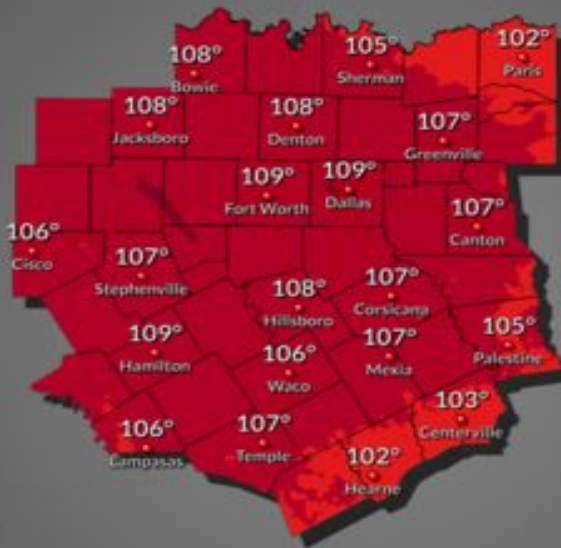 108°
Bowie
105°
Sherman
102°
Paris
108°
Jacksboro
108°
Denton
107°
Greenville
109°
Fort Worth
109°
Dallas
107°
Canton
106°
Cisco
107°
Stephenville
108°
Hillsboro
107°
Corsicana
109°
Hamilton
106°
Waco
107°
Mexia
105°
Palestine
106°
Campasas
107°
Temple
103°
Centerville
102°
Hearne